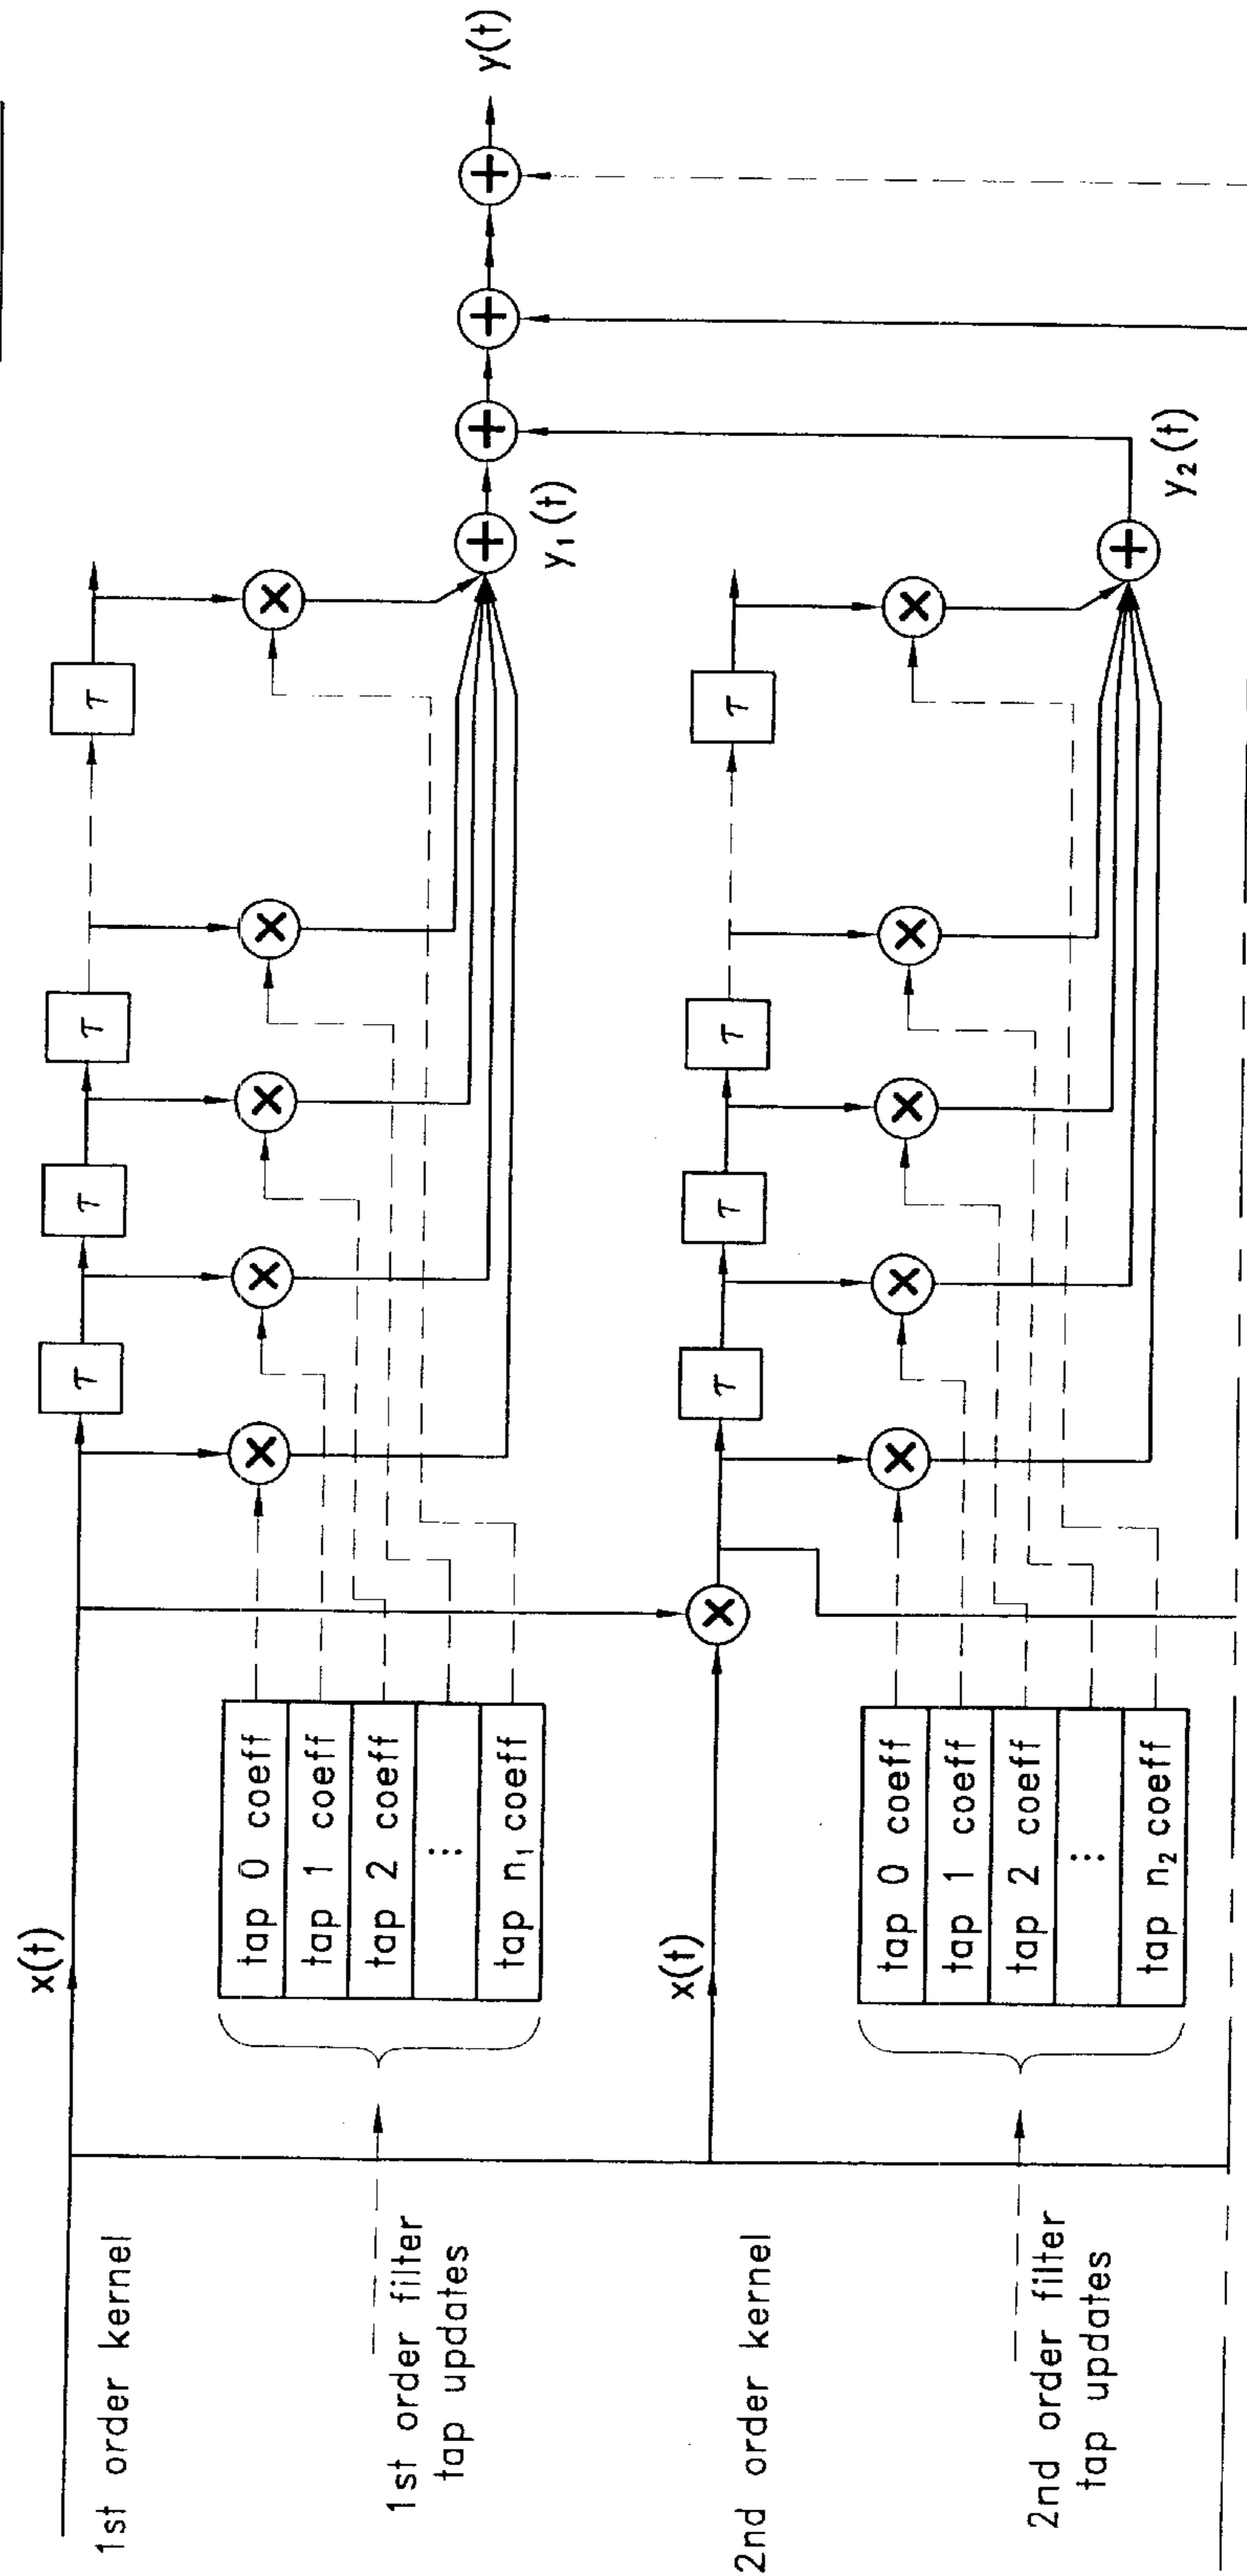 x(t)
1st order kernel
tap 0 coeff
tap 1 coeff
tap 2 coeff
⋮
tap n₁ coeff
1st order filter
tap updates
τ
τ
τ
τ
×
×
×
×
×
+
+
+
+
y(t)
y₁(t)
x(t)
2nd order kernel
tap 0 coeff
tap 1 coeff
tap 2 coeff
⋮
tap n₂ coeff
2nd order filter
tap updates
×
τ
τ
τ
τ
×
×
×
×
×
+
y₂(t)